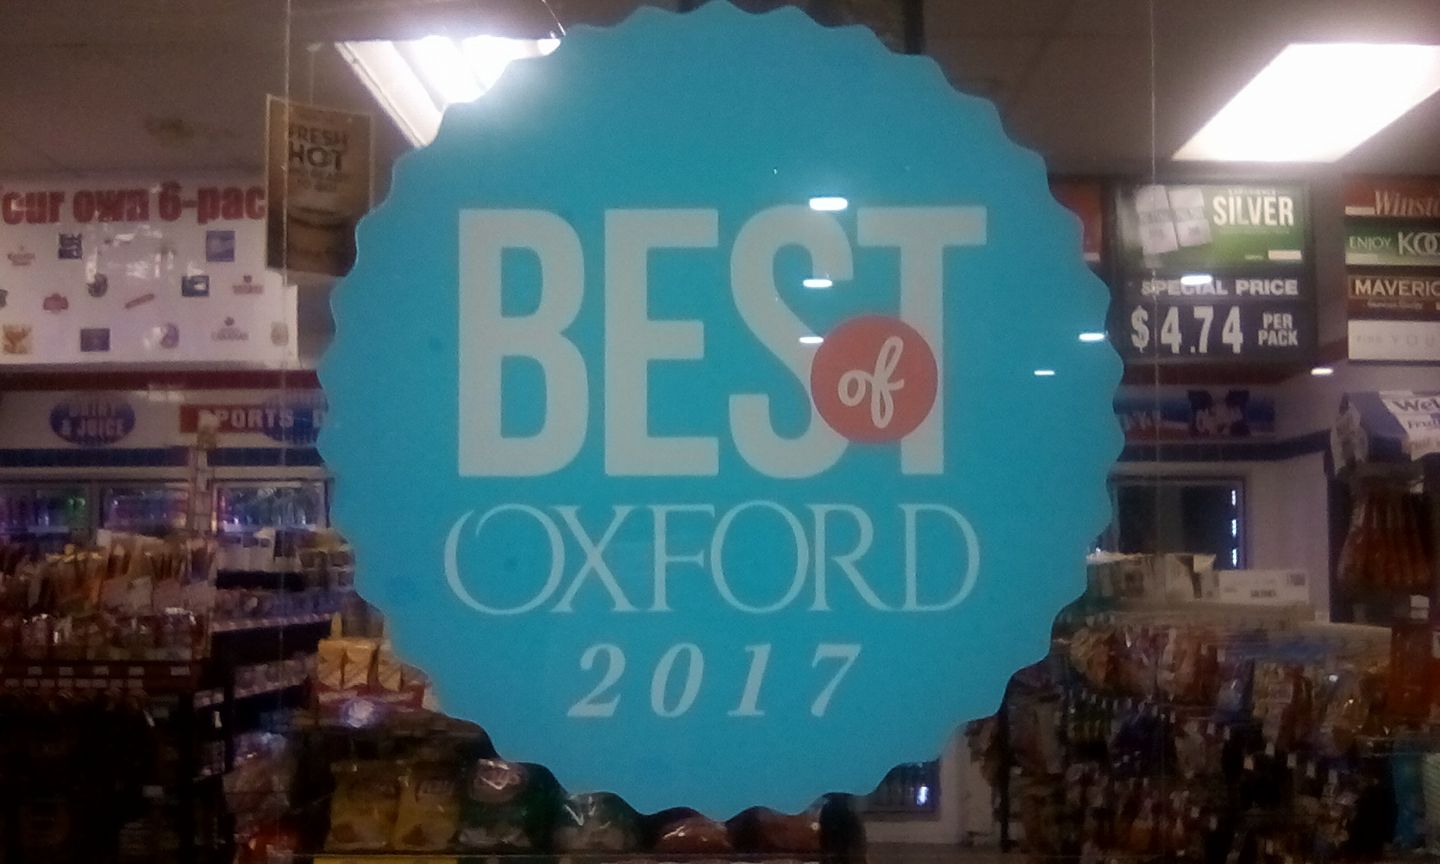 BEST
of
OXFORD
2017
FRESH
HOT
our own 6-pac
DAIRY
& JUICE
SPORTS D
SILVER
SPECIAL PRICE
$4.74 PER
PACK
Winsto
ENJOY KOO
MAVERIC
Wel